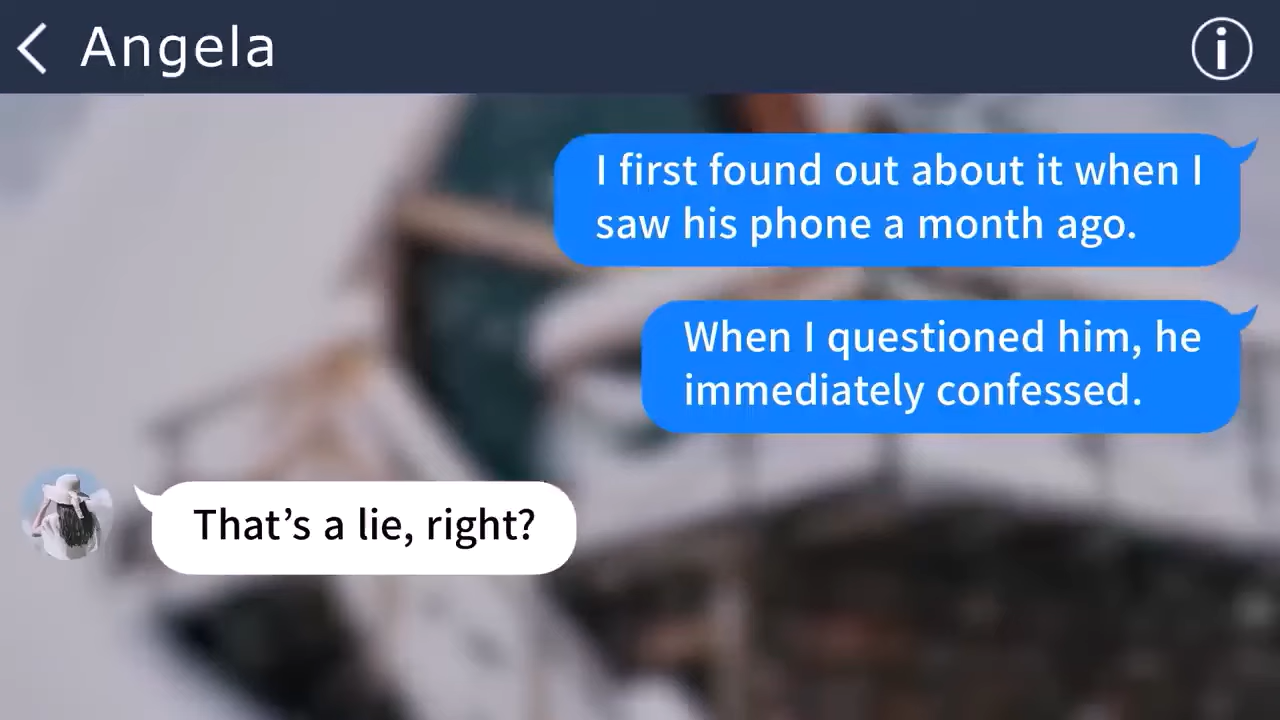 Angela
I first found out about it when I
saw his phone a month ago.
When I questioned him, he
immediately confessed.
That’s a lie, right?